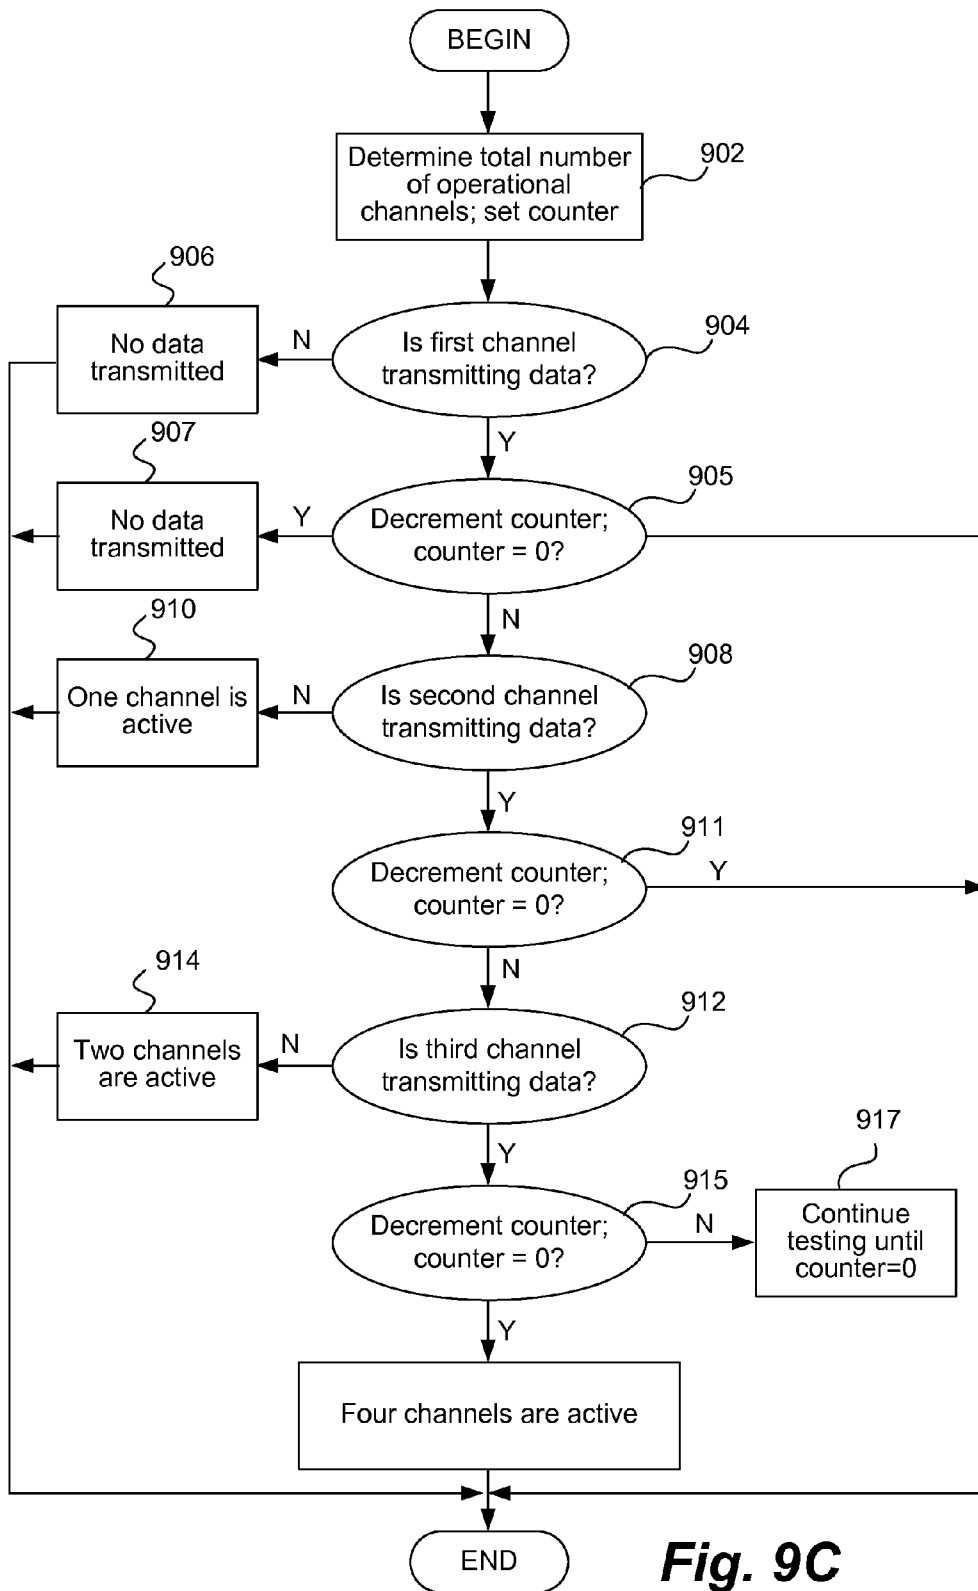 BEGIN
Determine total number
of operational
channels; set counter
902
906
No data
transmitted
N
Is first channel
transmitting data?
904
Y
907
No data
transmitted
Y
Decrement counter;
counter = 0?
905
N
910
One channel is
active
N
Is second channel
transmitting data?
908
Y
Decrement counter;
counter = 0?
911
Y
N
914
Two channels
are active
N
Is third channel
transmitting data?
912
Y
Decrement counter;
counter = 0?
915
N
917
Continue
testing until
counter=0
Y
Four channels are active
END
Fig. 9C